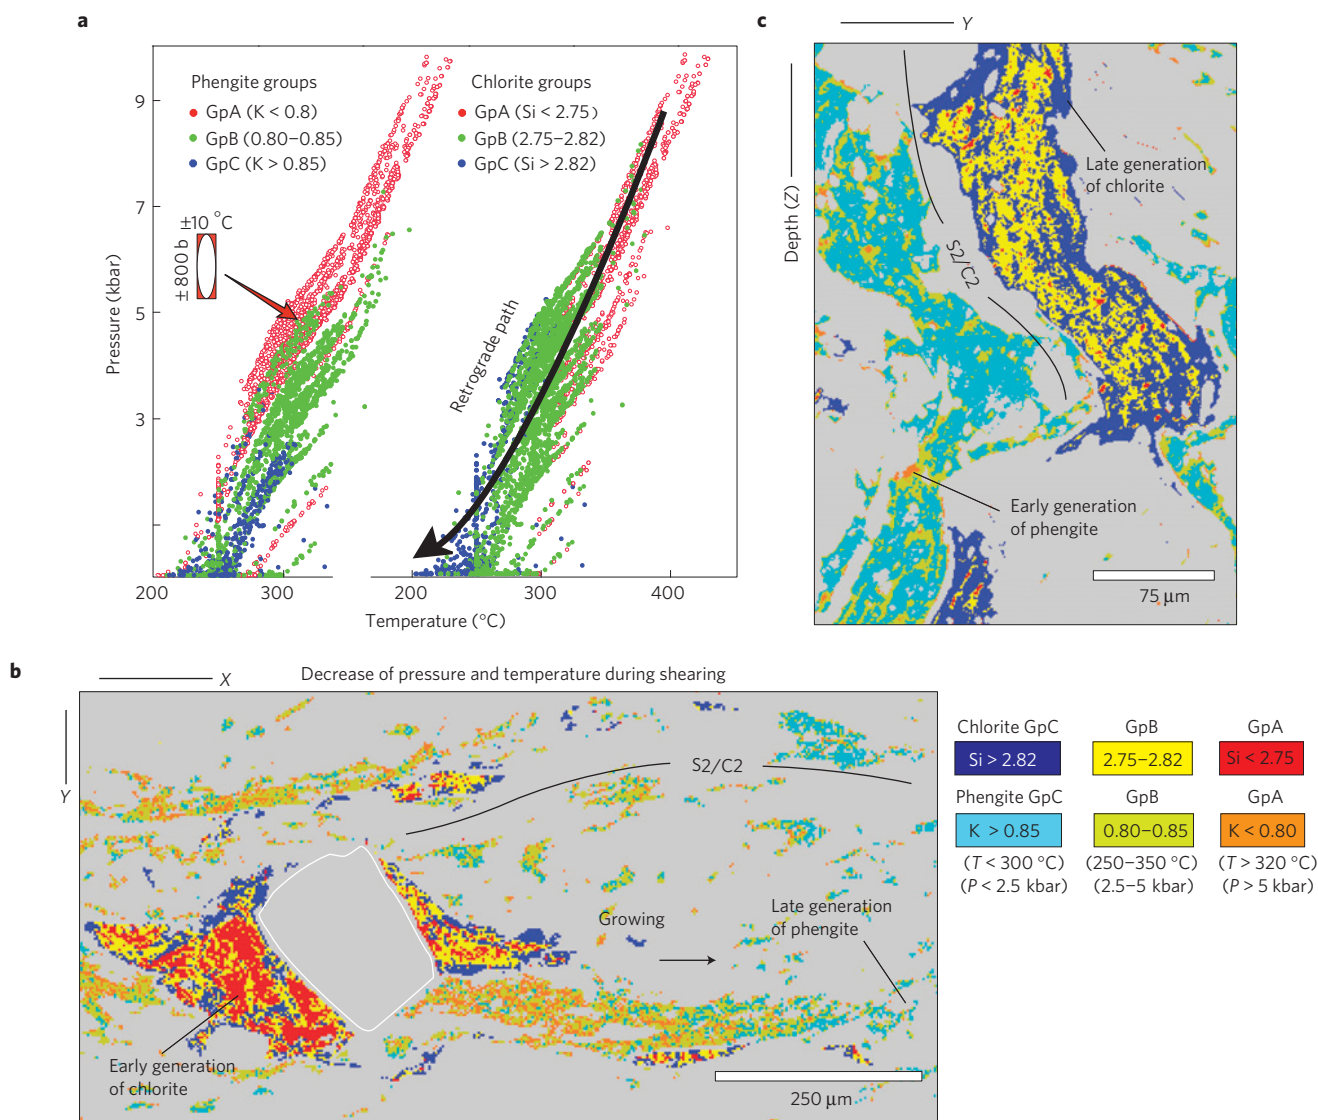 a
Phengite groups
GpA (K < 0.8)
GpB (0.80–0.85)
GpC (K > 0.85)
Chlorite groups
GpA (Si < 2.75)
GpB (2.75–2.82)
GpC (Si > 2.82)
±10 °C
±800 b
Retrograde path
Pressure (kbar)
9
7
5
3
200
300
200
300
400
Temperature (°C)
c
Y
Depth (Z)
Late generation
of chlorite
S2/C2
Early generation
of phengite
75 µm
b
X
Decrease of pressure and temperature during shearing
Y
S2/C2
Growing
Late generation
of phengite
Early generation
of chlorite
250 µm
Chlorite GpC
GpB
GpA
Si > 2.82
2.75–2.82
Si < 2.75
Phengite GpC
GpB
GpA
K > 0.85
0.80–0.85
K < 0.80
(T < 300 °C)
(250–350 °C)
(T > 320 °C)
(P < 2.5 kbar)
(2.5–5 kbar)
(P > 5 kbar)